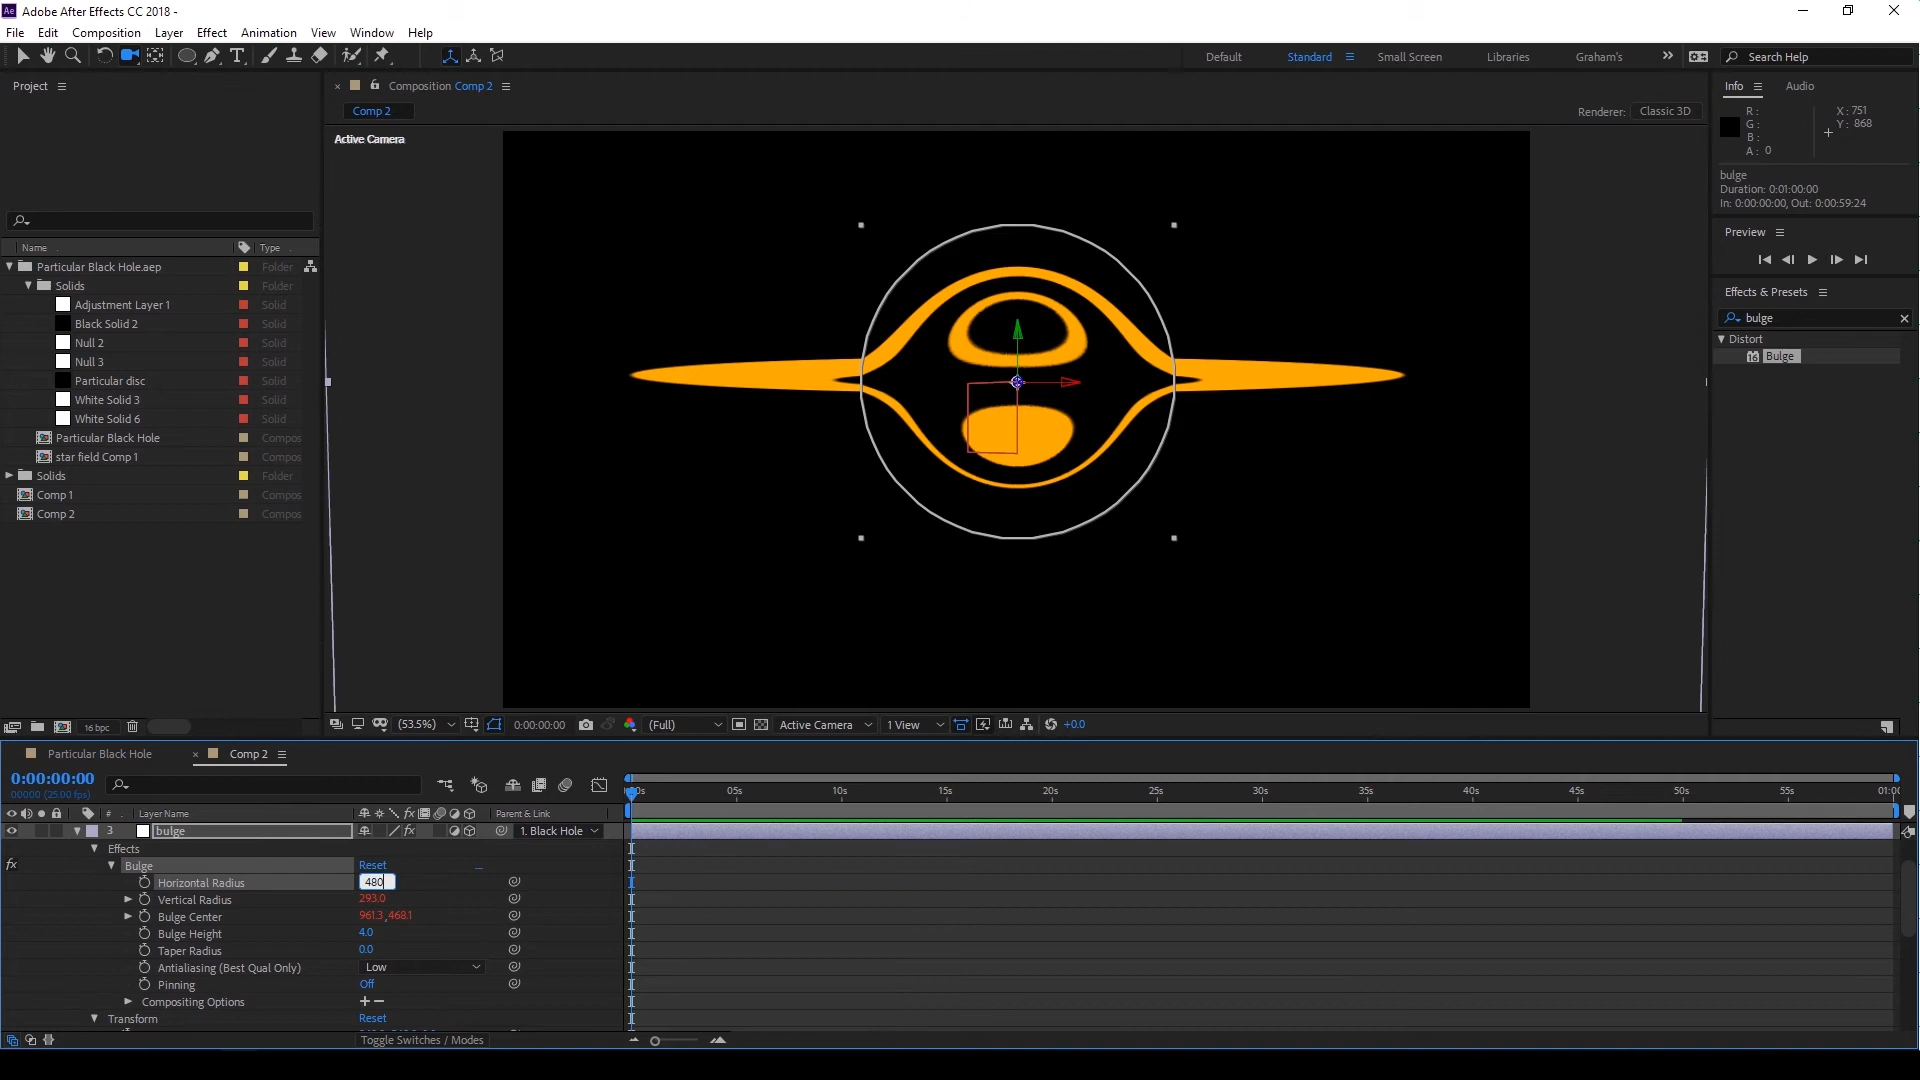 Adobe After Effects CC 2018 -
File Edit Composition Layer Effect Animation View Window Help
Default Standard Small Screen Libraries Graham's Search Help
Project
Composition Comp 2
Comp 2
Renderer: Classic 3D
Active Camera
Info Audio
R:
G:
B:
A: 0
X: 751
Y: 868
bulge
Duration: 0:01:00:00
In: 0:00:00:00, Out: 0:00:59:24
Preview
Effects & Presets
bulge
Distort
Bulge
Name Type
Particular Black Hole.aep Folder
Solids Folder
Adjustment Layer 1 Solid
Black Solid 2 Solid
Null 2 Solid
Null 3 Solid
Particular disc Solid
White Solid 3 Solid
White Solid 6 Solid
Particular Black Hole Compos
star field Comp 1 Compos
Solids Folder
Comp 1 Compos
Comp 2 Compos
16 bpc
(53.5%) 0:00:00:00 (Full) Active Camera 1 View +0.0
Particular Black Hole Comp 2
0:00:00:00
00000 (25.00 fps)
05s 10s 15s 20s 25s 30s 35s 40s 45s 50s 55s 01:0
# Layer Name Parent & Link
3 bulge 1. Black Hole
Effects
fx Bulge Reset
Horizontal Radius 480
Vertical Radius 293.0
Bulge Center 961.3,468.1
Bulge Height 4.0
Taper Radius 0.0
Antialiasing (Best Qual Only) Low
Pinning Off
Compositing Options + −
Transform Reset
Toggle Switches / Modes